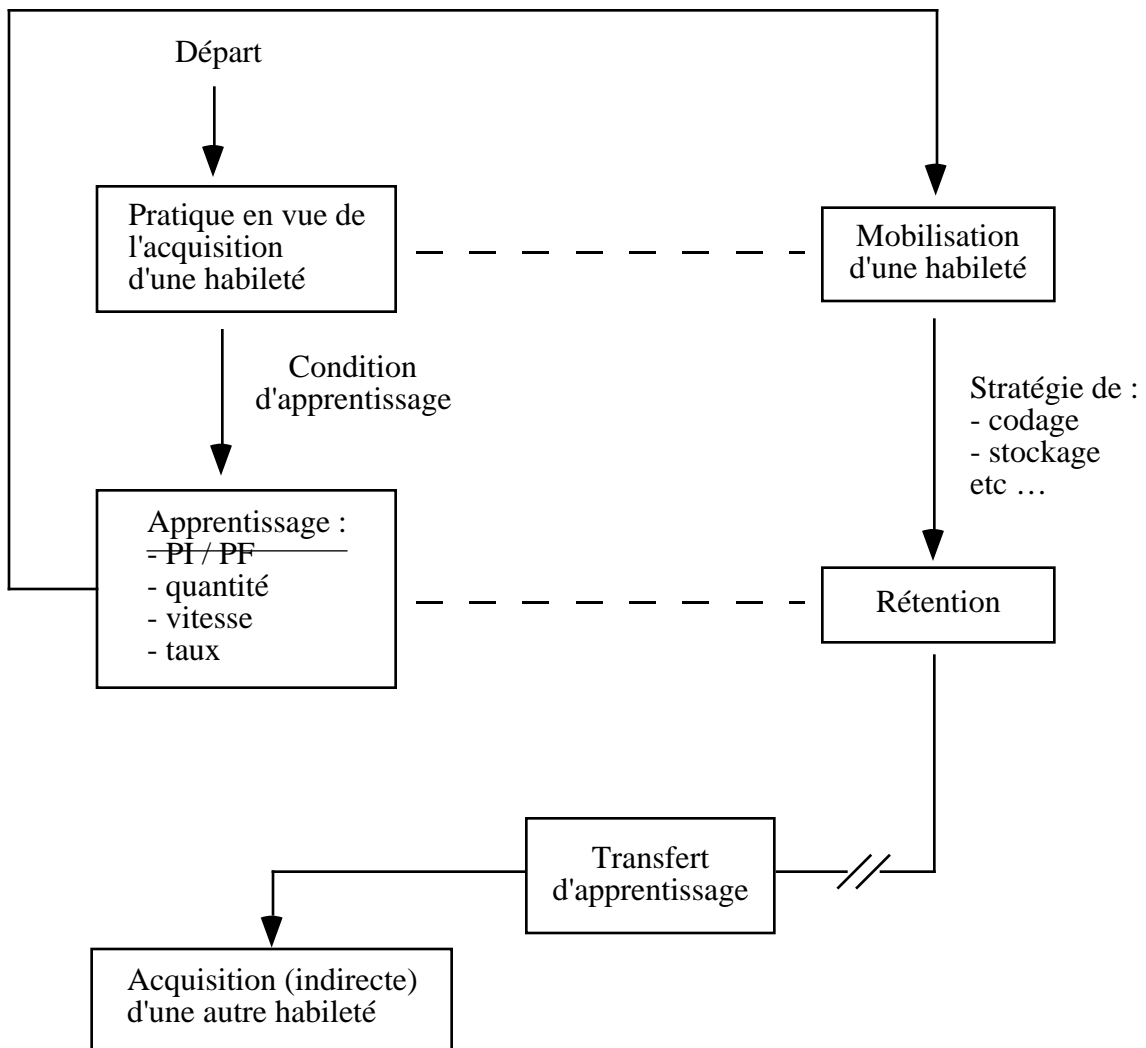 Départ
Pratique en vue de
l'acquisition
d'une habileté
Mobilisation
d'une habileté
Condition
d'apprentissage
Stratégie de :
- codage
- stockage
etc …
Apprentissage :
- PI / PF
- quantité
- vitesse
- taux
Rétention
Transfert
d'apprentissage
Acquisition (indirecte)
d'une autre habileté